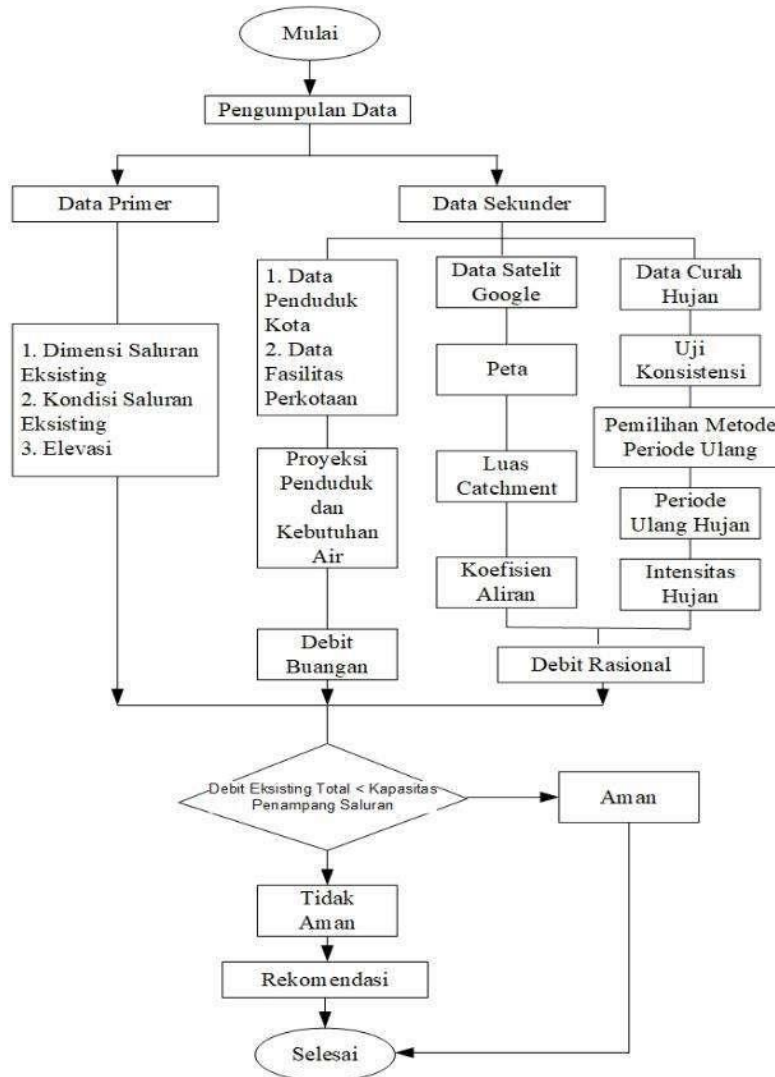 Mulai
Pengumpulan Data
Data Primer
Data Sekunder
1. Dimensi Saluran
Eksisting
2. Kondisi Saluran
Eksisting
3. Elevasi
1. Data
Penduduk
Kota
2. Data
Fasilitas
Perkotaan
Proyeksi
Penduduk
dan
Kebutuhan
Air
Debit
Buangan
Data Satelit
Google
Peta
Luas
Catchment
Koefisien
Aliran
Data Curah
Hujan
Uji
Konsistensi
Pemilihan Metode
Periode Ulang
Periode
Ulang Hujan
Intensitas
Hujan
Debit Rasional
Debit Eksisting Total < Kapasitas
Penampang Saluran
Aman
Tidak
Aman
Rekomendasi
Selesai